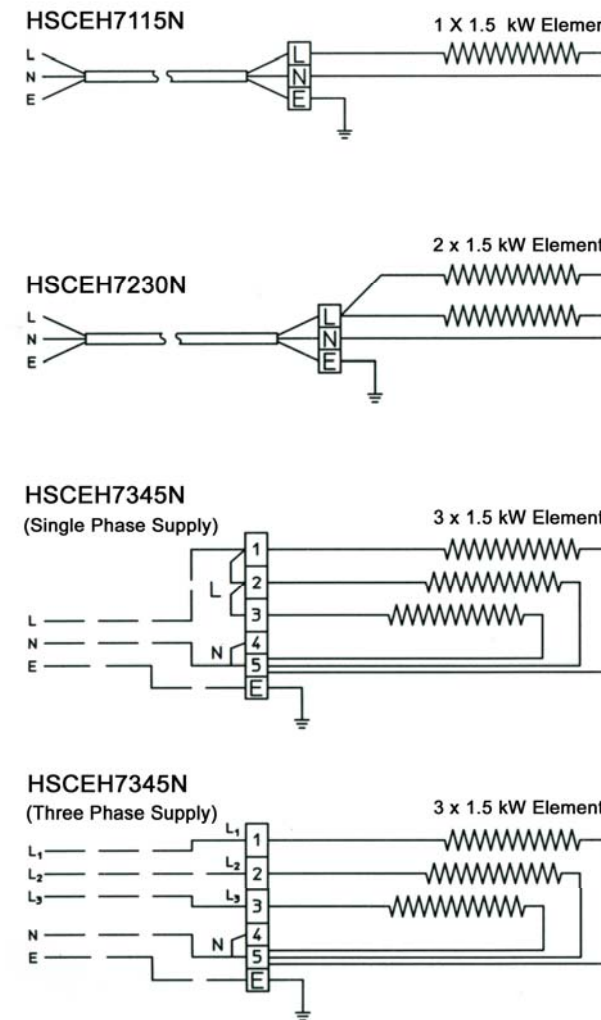 HSCEH7115N
1 X 1.5 kW Elemen
L
N
E
L
N
E
HSCEH7230N
2 x 1.5 kW Element
L
N
E
L
N
E
HSCEH7345N
(Single Phase Supply)
3 x 1.5 kW Element
L
N
E
L
N
1
2
3
4
5
E
HSCEH7345N
(Three Phase Supply)
3 x 1.5 kW Element
L₁
L₂
L₃
N
E
L₁
L₂
L₃
N
1
2
3
4
5
E